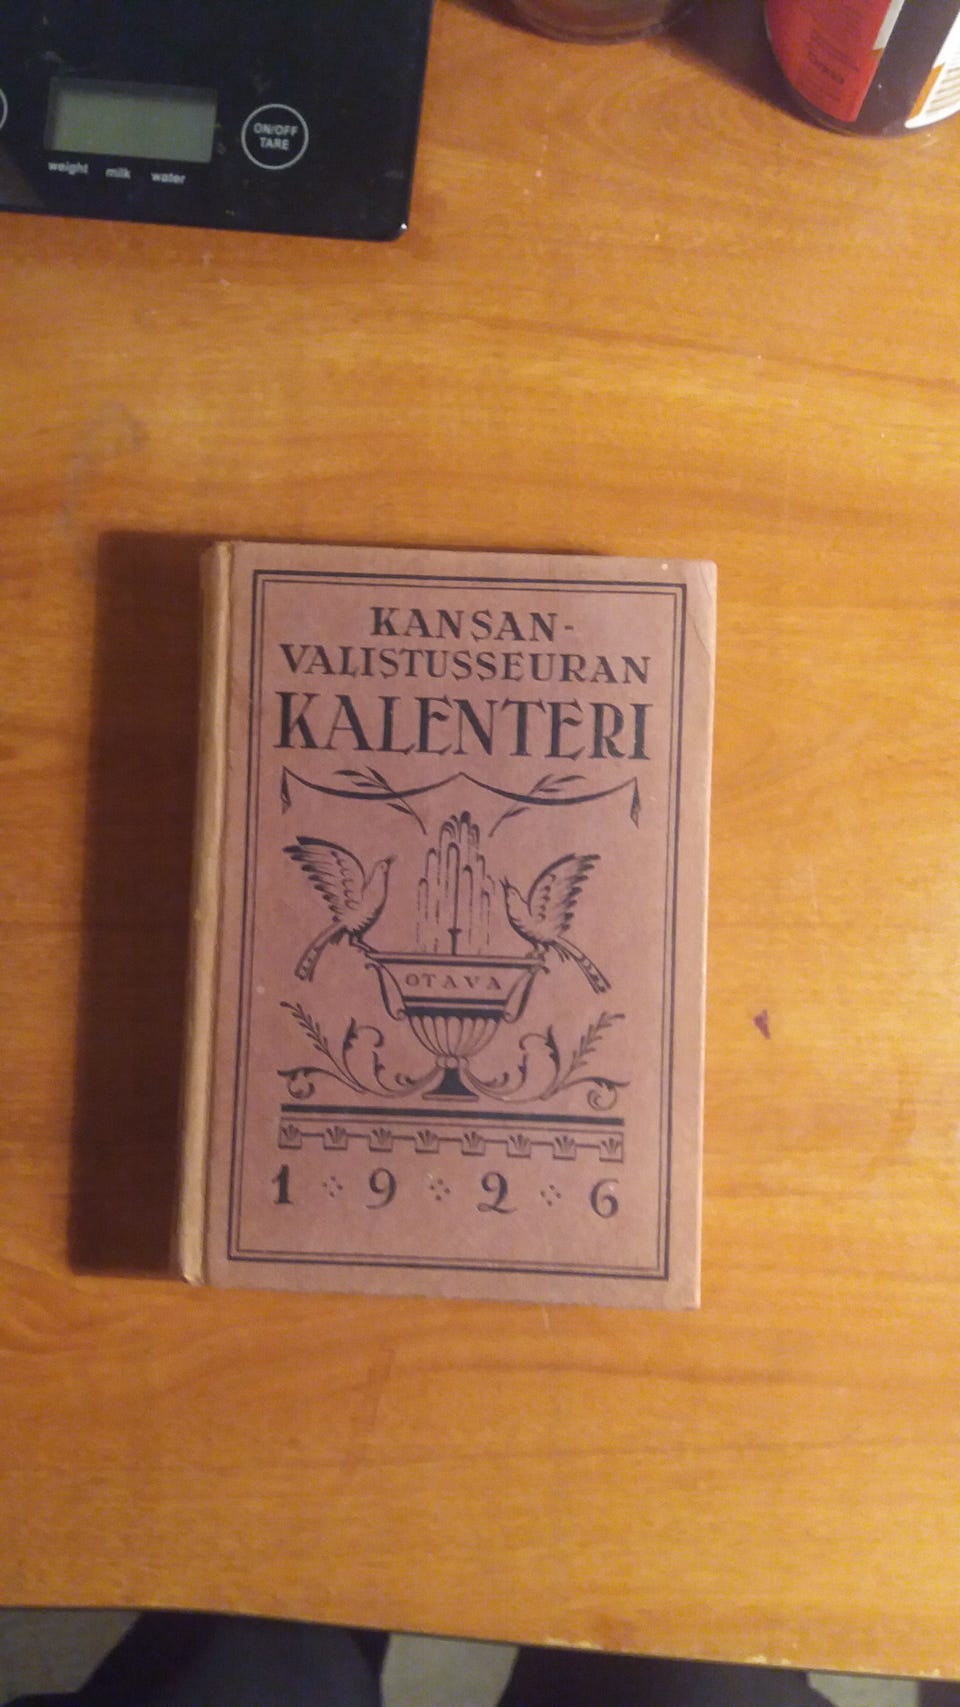 ON/OFF
TARE
weight milk water
KANSAN-
VALISTUSSEURAN
KALENTERI
OTAVA
1926